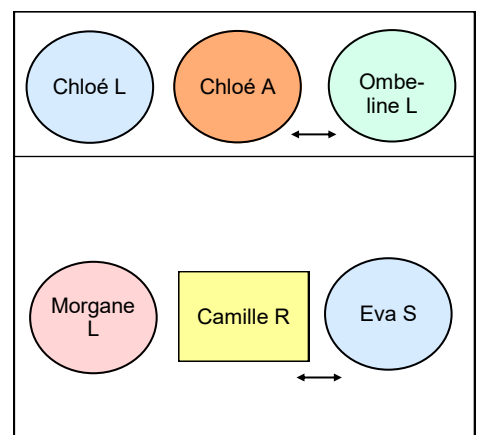 Chloé L
Chloé A
Ombe-
line L
Morgane
L
Camille R
Eva S